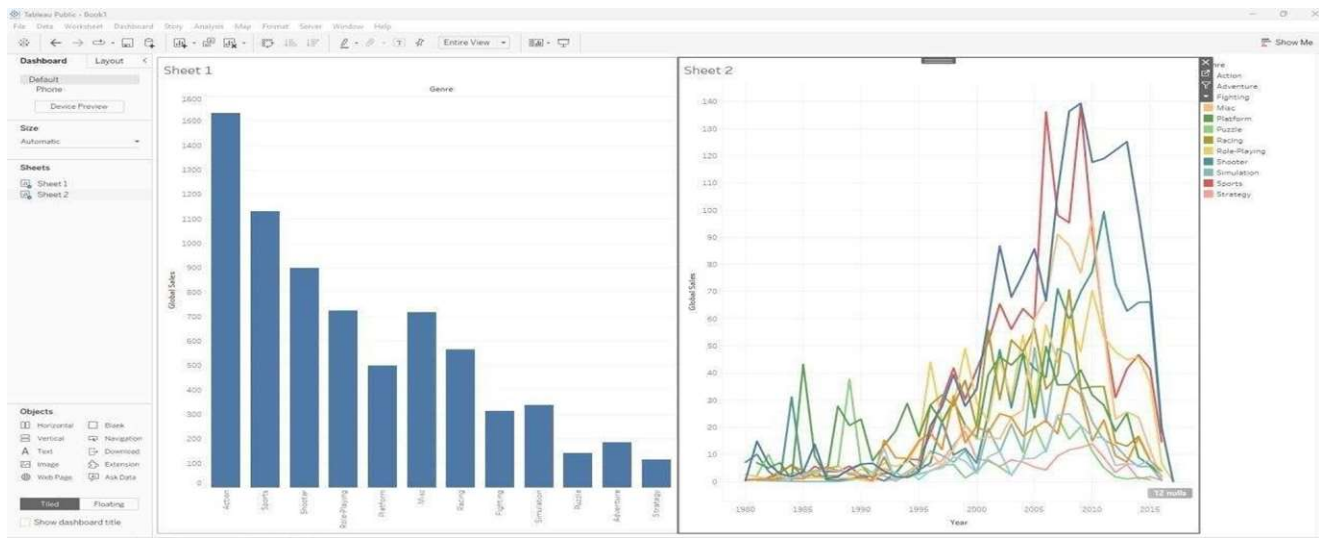 Tableau Public - Book1
File Data Worksheet Dashboard Story Analysis Map Format Server Window Help
Entire View
Show Me
Dashboard Layout
Default
Phone
Device Preview
Size
Automatic
Sheets
Sheet 1
Sheet 2
Objects
Horizontal Blank
Vertical Navigation
Text Download
Image Extension
Web Page Ask Data
Tiled Floating
Show dashboard title
Sheet 1
Genre
1600
1400
1300
1200
1100
1000
900
800
700
600
500
400
300
200
100
0
Global Sales
Action
Sports
Shooter
Role-Playing
Platform
Misc
Racing
Fighting
Simulation
Puzzle
Adventure
Strategy
Sheet 2
140
130
120
110
100
90
80
70
60
50
40
30
20
10
0
Global Sales
1980 1985 1990 1995 2000 2005 2010 2015
Year
12 nulls
nre
Action
Adventure
Fighting
Misc
Platform
Puzzle
Racing
Role-Playing
Shooter
Simulation
Sports
Strategy